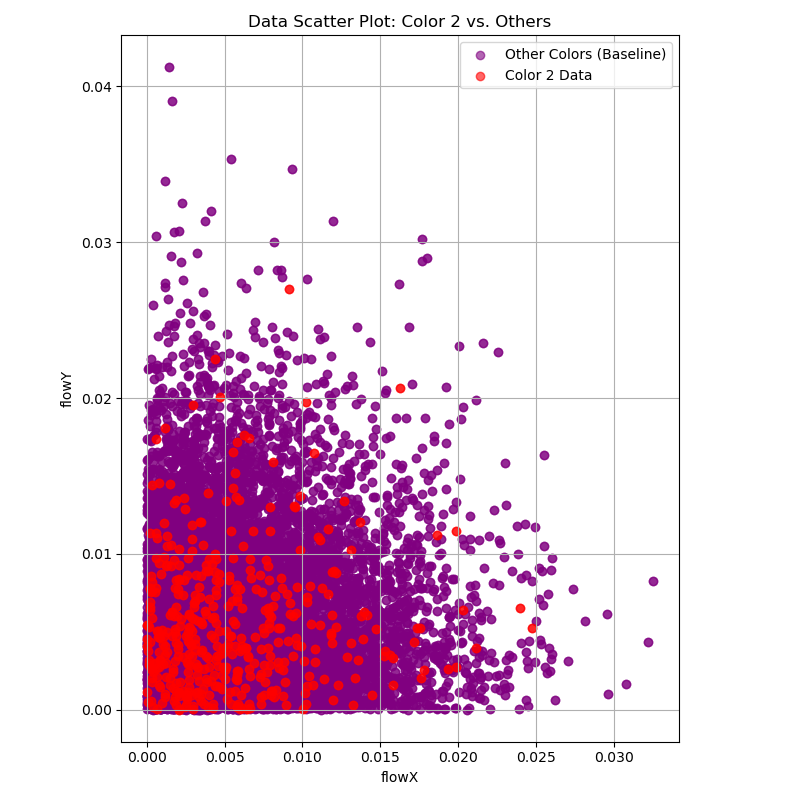 Data Scatter Plot: Color 2 vs. Others
Other Colors (Baseline)
Color 2 Data
0.04
0.03
0.02
0.01
0.00
flowY
0.000 0.005 0.010 0.015 0.020 0.025 0.030
flowX